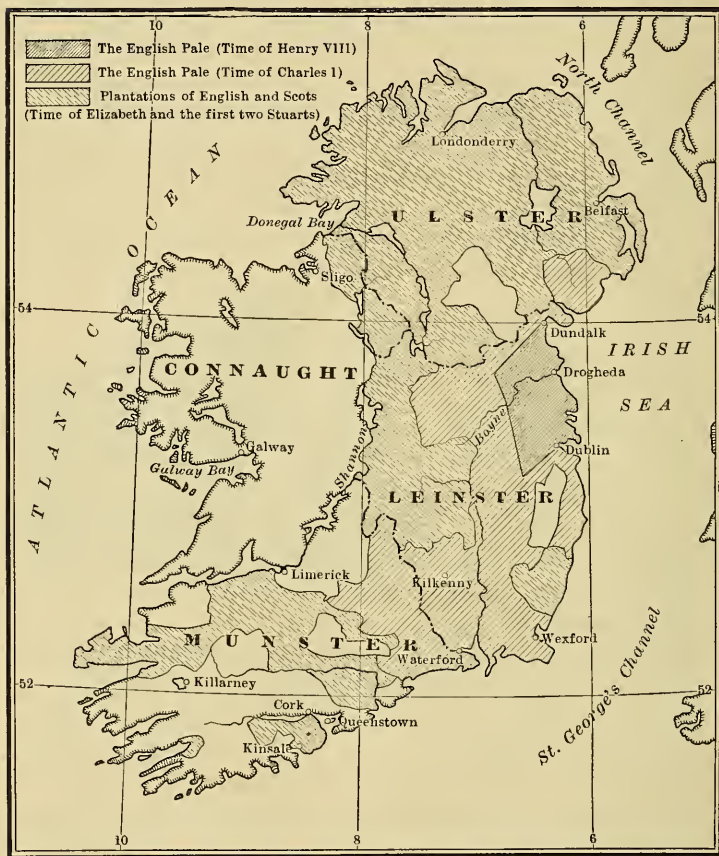 10
8
6
The English Pale (Time of Henry VIII)
The English Pale (Time of Charles I)
Plantations of English and Scots
(Time of Elizabeth and the first two Stuarts)
North Channel
Londonderry
ATLANTIC OCEAN
Donegal Bay
ULSTER
Belfast
Sligo
54
54
Dundalk
IRISH
SEA
CONNAUGHT
Drogheda
Boyne
Shannon
Galway
Galway Bay
Dublin
LEINSTER
Limerick
Kilkenny
MUNSTER
Wexford
Waterford
St. George's Channel
52
52
Killarney
Cork
Queenstown
Kinsale
10
8
6